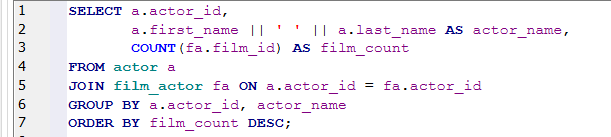 1 SELECT a.actor_id,
2 a.first_name || ' ' || a.last_name AS actor_name,
3 COUNT(fa.film_id) AS film_count
4 FROM actor a
5 JOIN film_actor fa ON a.actor_id = fa.actor_id
6 GROUP BY a.actor_id, actor_name
7 ORDER BY film_count DESC;